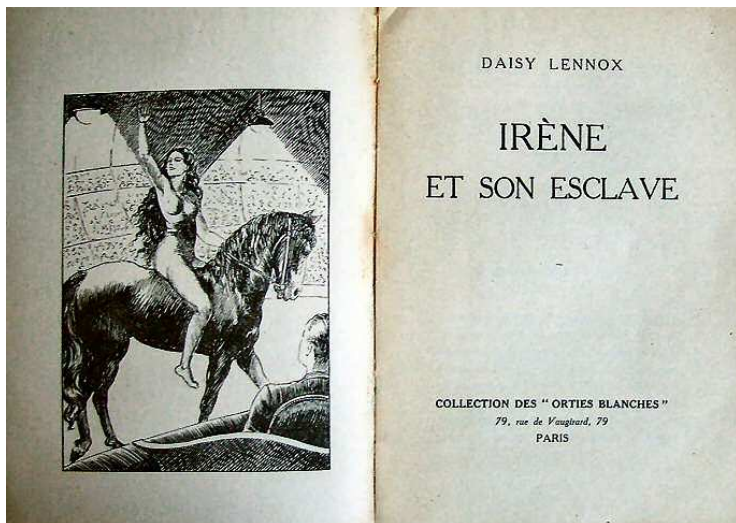 DAISY LENNOX
IRÈNE
ET SON ESCLAVE
COLLECTION DES "ORTIES BLANCHES"
79, rue de Vaugirard, 79
PARIS